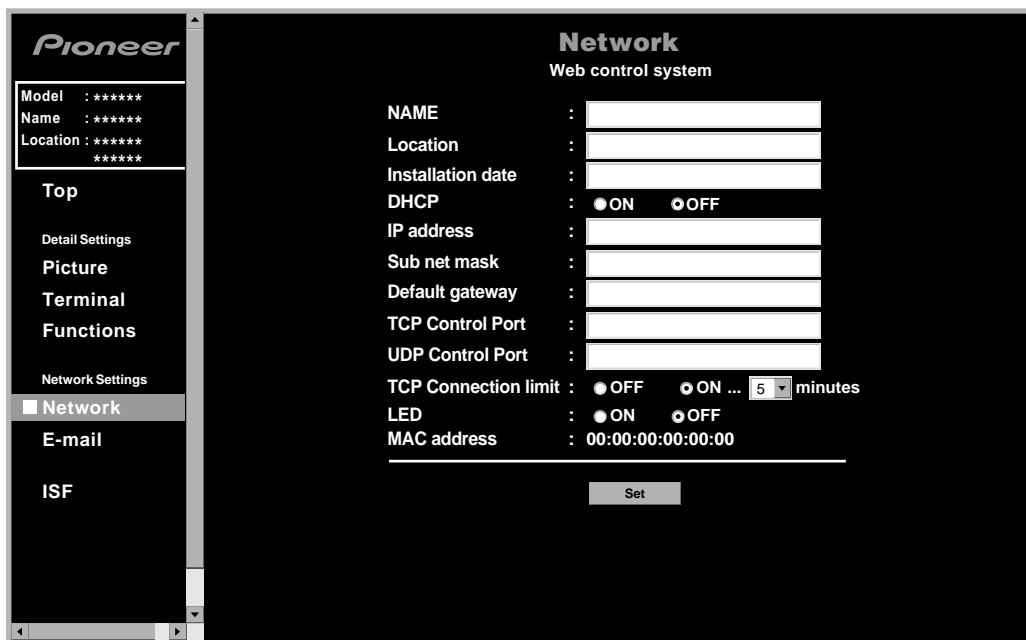 Pioneer
Model : ******
Name : ******
Location : ******
******
Top
Detail Settings
Picture
Terminal
Functions
Network Settings
Network
E-mail
ISF
Network
Web control system
NAME :
Location :
Installation date :
DHCP : ON OFF
IP address :
Sub net mask :
Default gateway :
TCP Control Port :
UDP Control Port :
TCP Connection limit : OFF ON ... 5 minutes
LED : ON OFF
MAC address : 00:00:00:00:00:00
Set